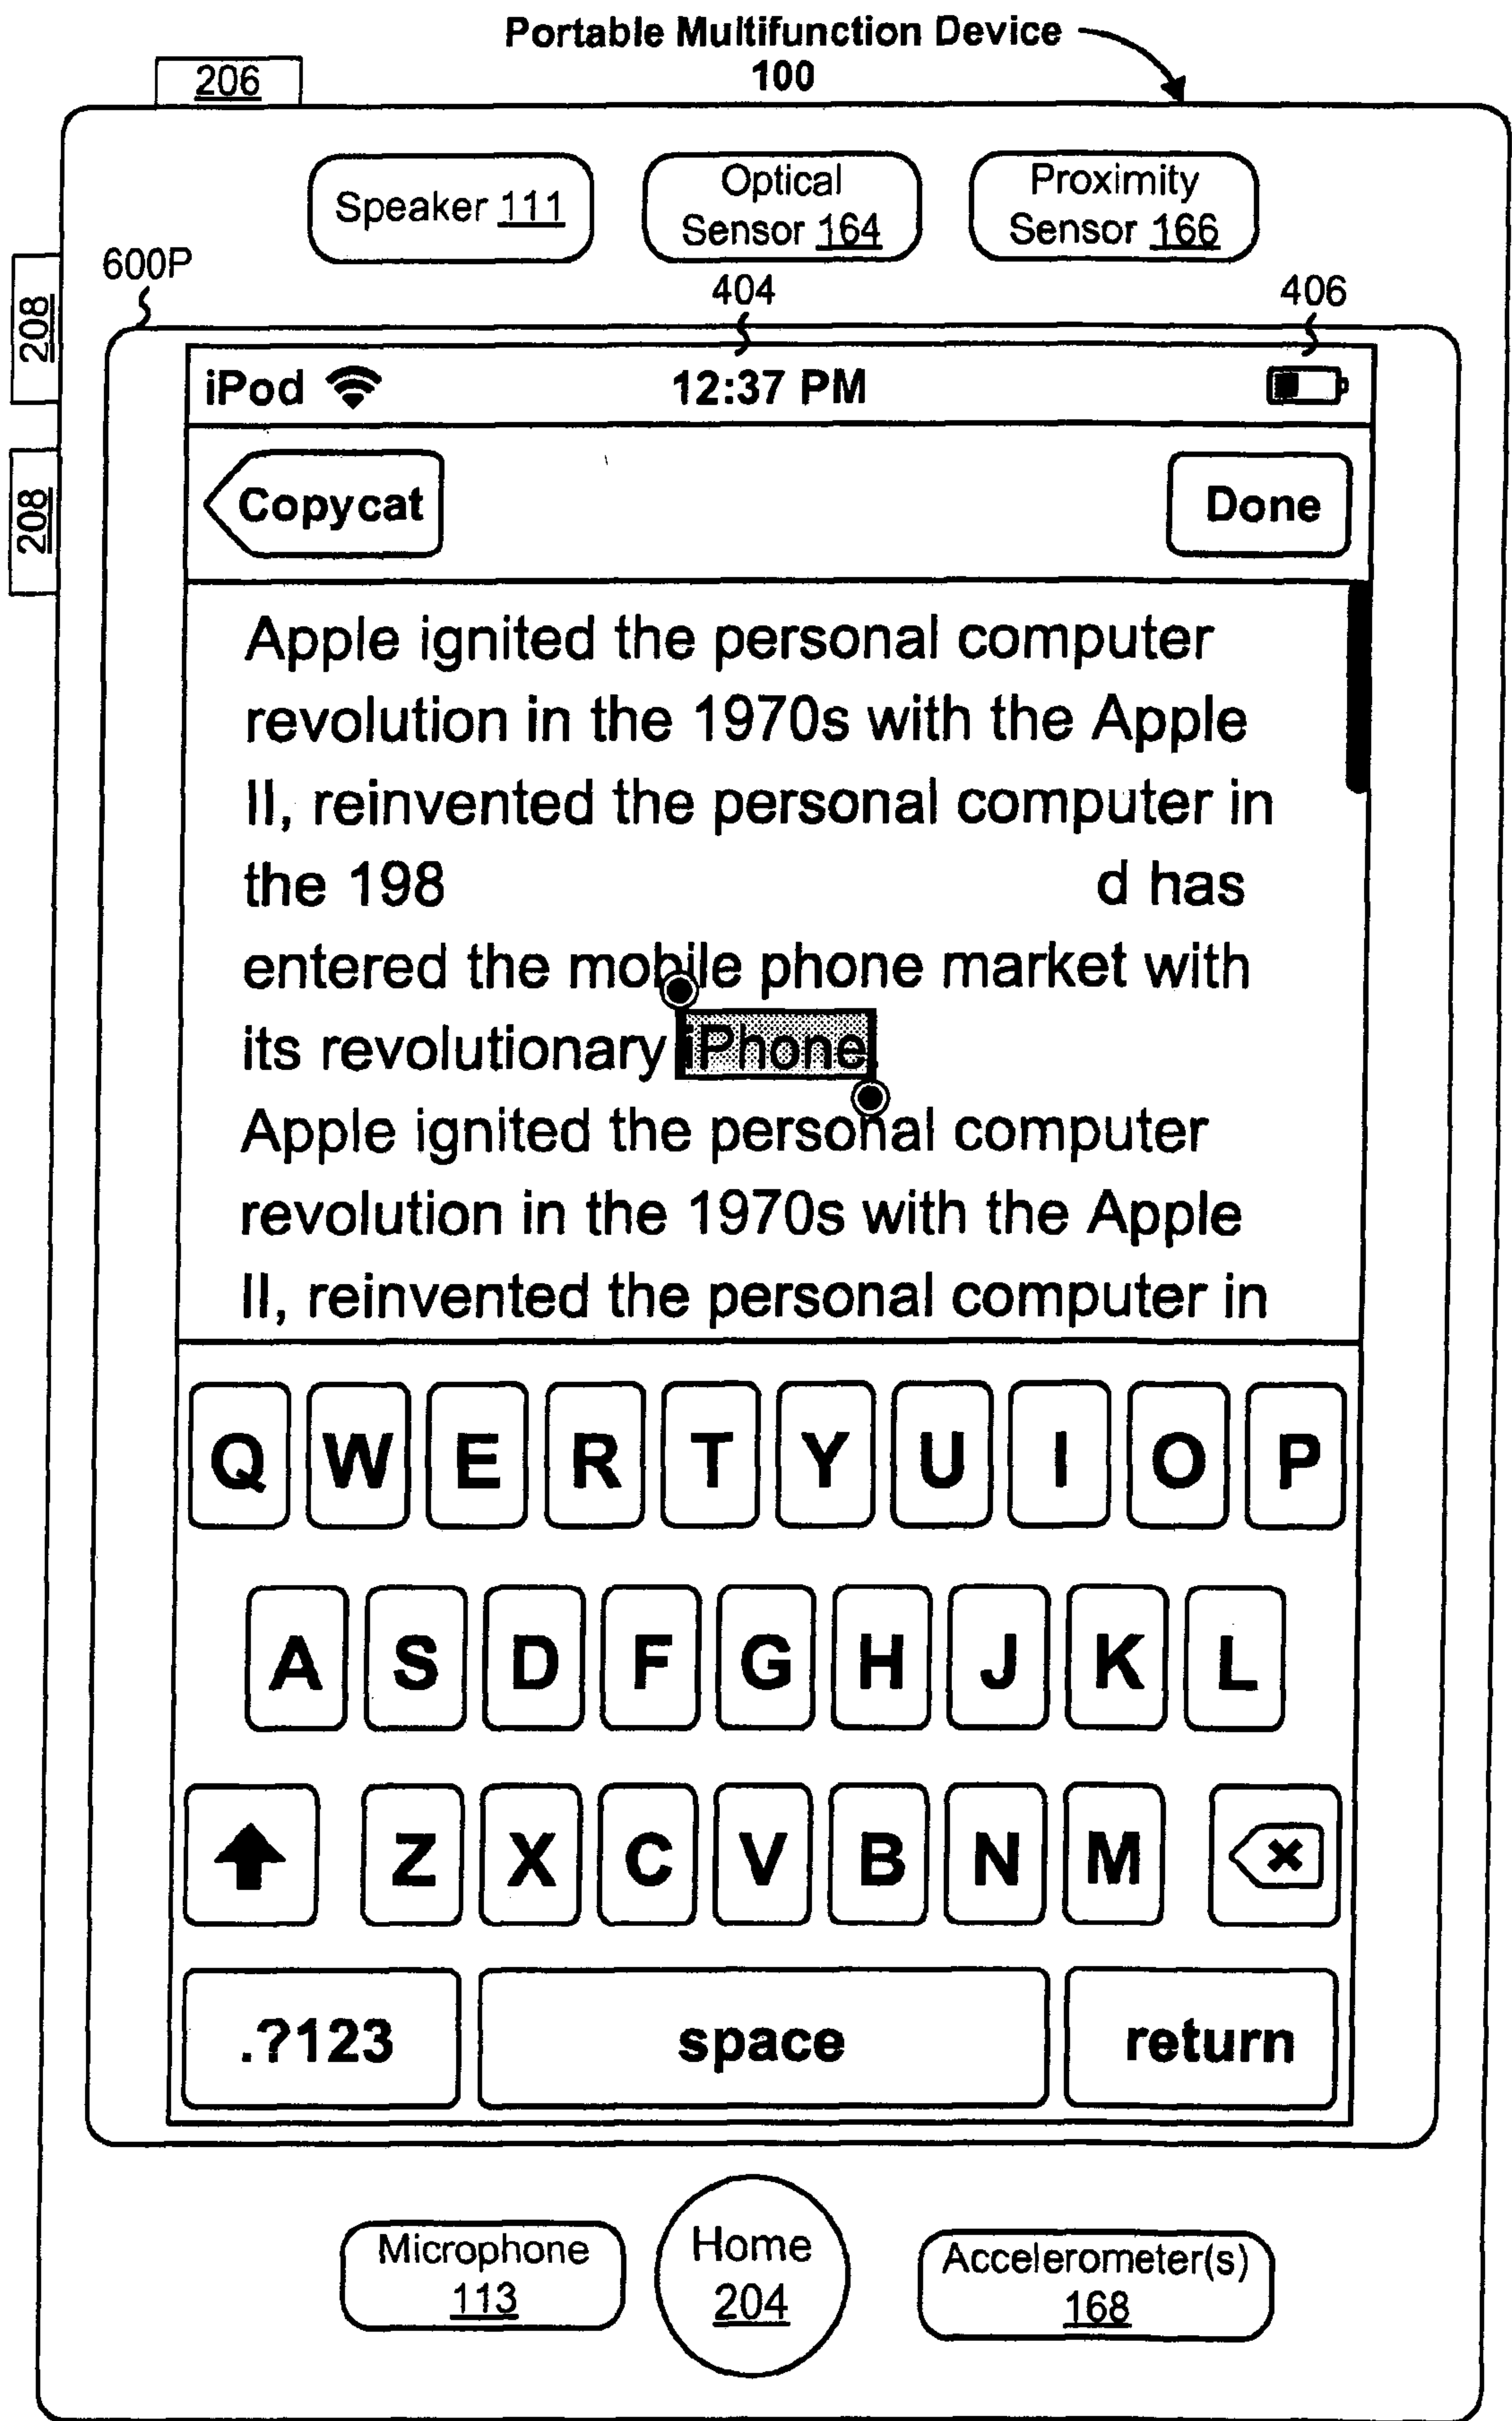 Portable Multifunction Device
100
206
Speaker 111
Optical
Sensor 164
Proximity
Sensor 166
600P
404
406
208
208
iPod
12:37 PM
Copycat
Done
Apple ignited the personal computer
revolution in the 1970s with the Apple
II, reinvented the personal computer in
the 198 d has
entered the mobile phone market with
its revolutionary iPhone
Apple ignited the personal computer
revolution in the 1970s with the Apple
II, reinvented the personal computer in
Q W E R T Y U I O P
A S D F G H J K L
Z X C V B N M
.?123 space return
Microphone
113
Home
204
Accelerometer(s)
168